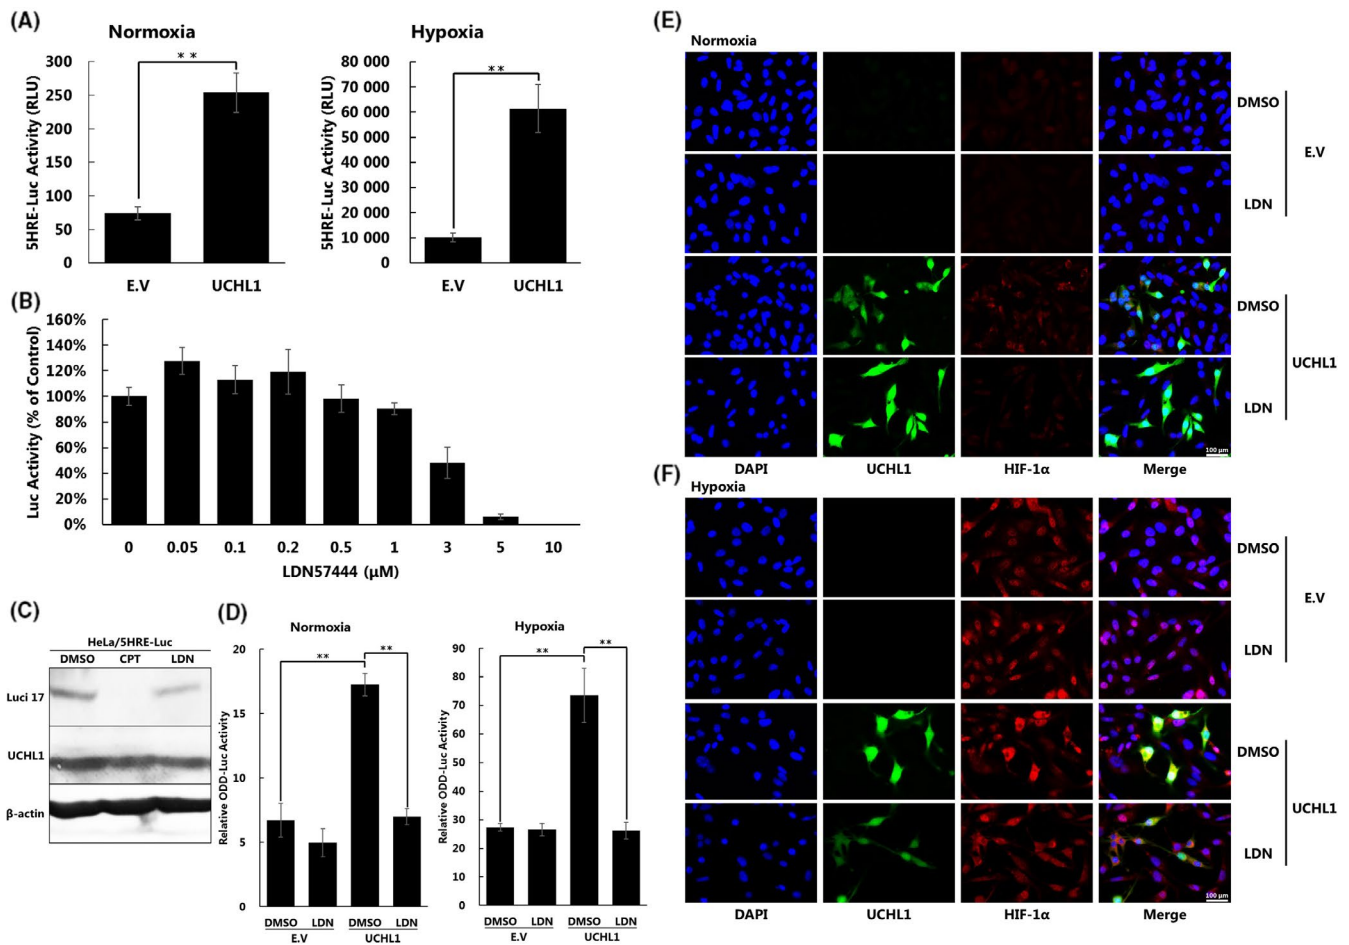 (A)
Normoxia
5HRE-Luc Activity (RLU)
300
250
200
150
100
50
0
**
E.V
UCHL1
Hypoxia
5HRE-Luc Activity (RLU)
80 000
70 000
60 000
50 000
40 000
30 000
20 000
10 000
0
**
E.V
UCHL1
(B)
Luc Activity (% of Control)
160%
140%
120%
100%
80%
60%
40%
20%
0%
0 0.05 0.1 0.2 0.5 1 3 5 10
LDN57444 (μM)
(C)
HeLa/5HRE-Luc
DMSO CPT LDN
Luci 17
UCHL1
β-actin
(D)
Normoxia
Relative ODD-Luc Activity
20
15
10
5
0
**
**
DMSO LDN DMSO LDN
E.V UCHL1
Hypoxia
Relative ODD-Luc Activity
90
80
70
60
50
40
30
20
10
0
**
**
DMSO LDN DMSO LDN
E.V UCHL1
(E)
Normoxia
DMSO
E.V
LDN
DMSO
UCHL1
LDN
100 μm
DAPI UCHL1 HIF-1α Merge
(F)
Hypoxia
DMSO
E.V
LDN
DMSO
UCHL1
LDN
100 μm
DAPI UCHL1 HIF-1α Merge